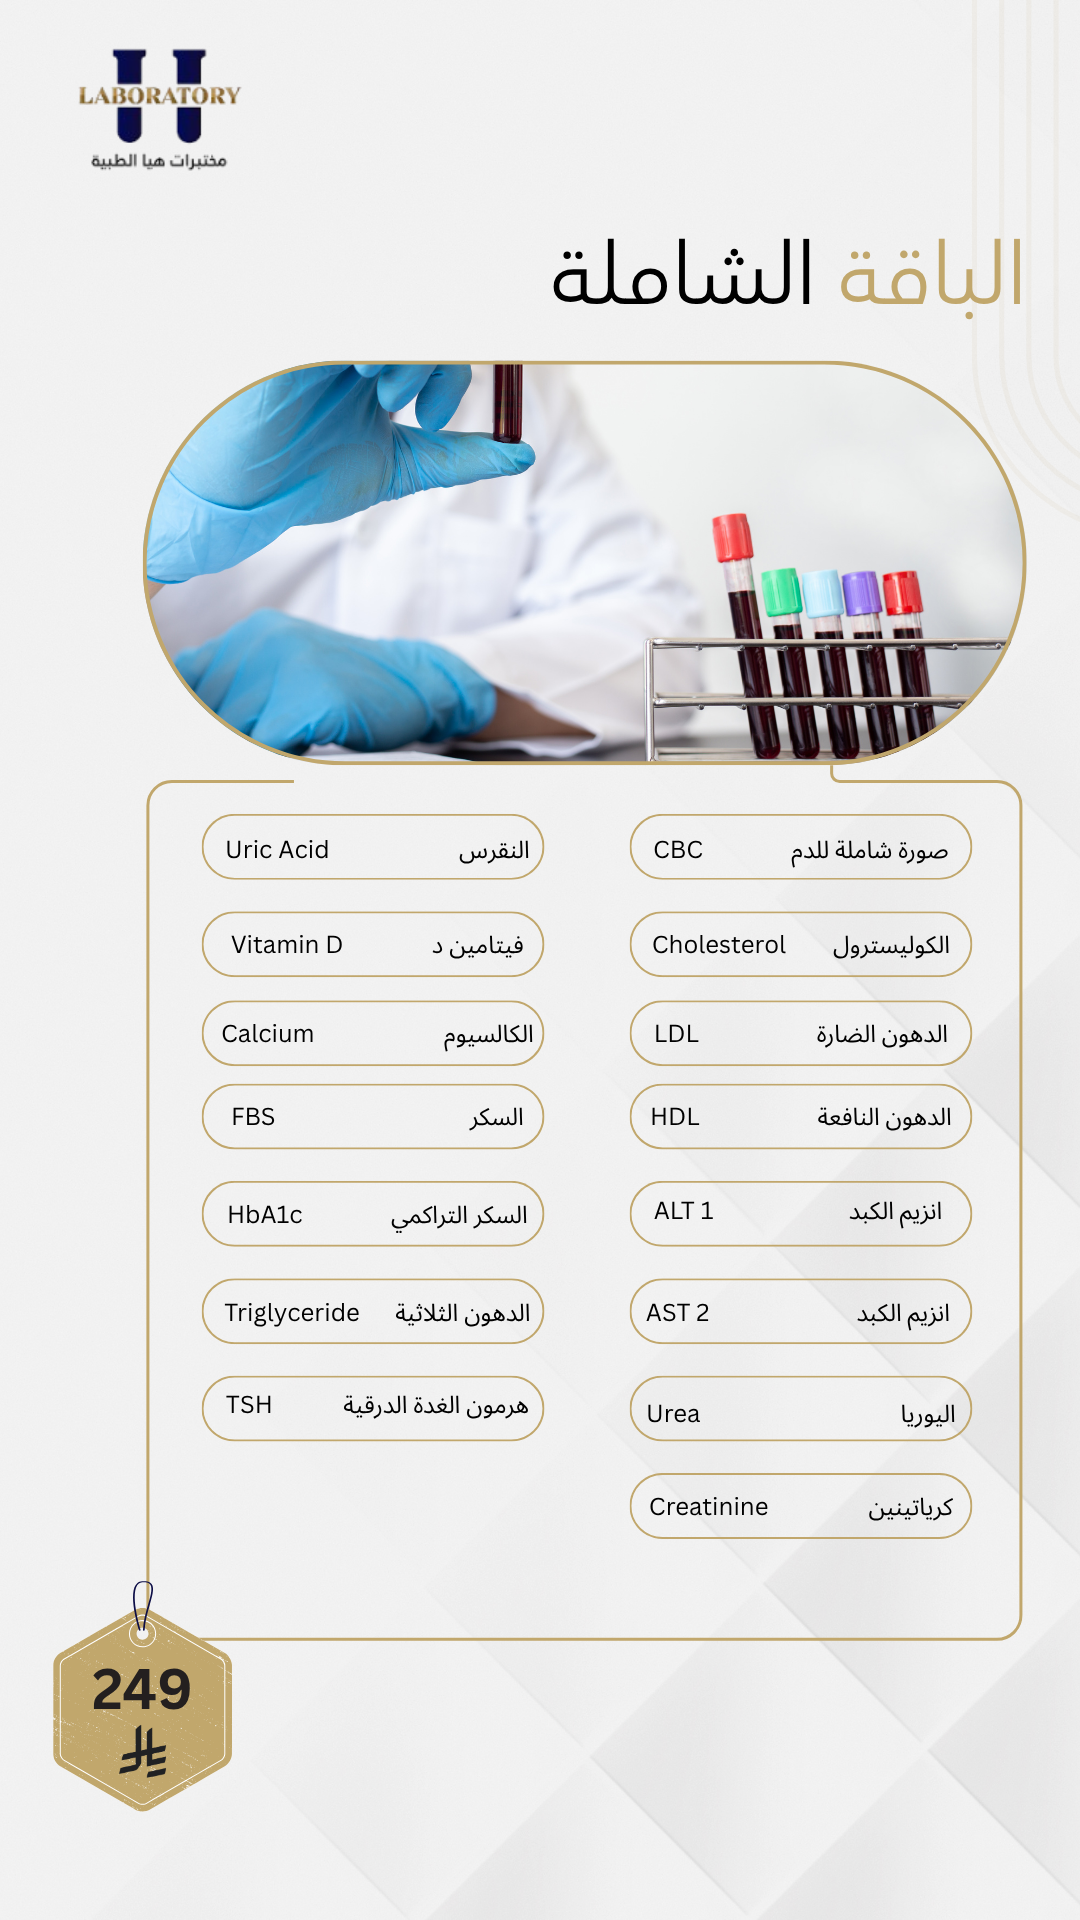 LABORATORY
مختبرات هيا الطبية
الباقة الشاملة
صورة شاملة للدم CBC
الكوليسترول Cholesterol
الدهون الضارة LDL
الدهون النافعة HDL
انزيم الكبد ALT 1
انزيم الكبد AST 2
اليوريا Urea
كرياتينين Creatinine
النقرس Uric Acid
فيتامين د Vitamin D
الكالسيوم Calcium
السكر FBS
السكر التراكمي HbA1c
الدهون الثلاثية Triglyceride
هرمون الغدة الدرقية TSH
249